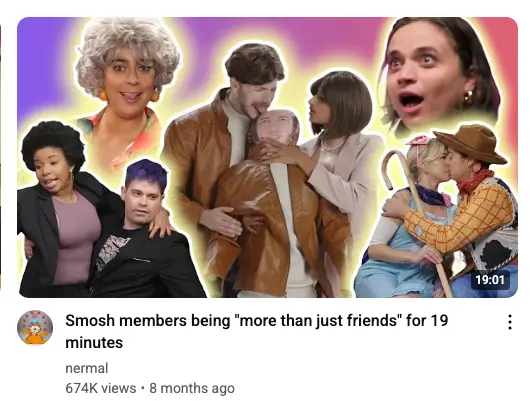 19:01
Smosh members being "more than just friends" for 19
minutes
nermal
674K views • 8 months ago